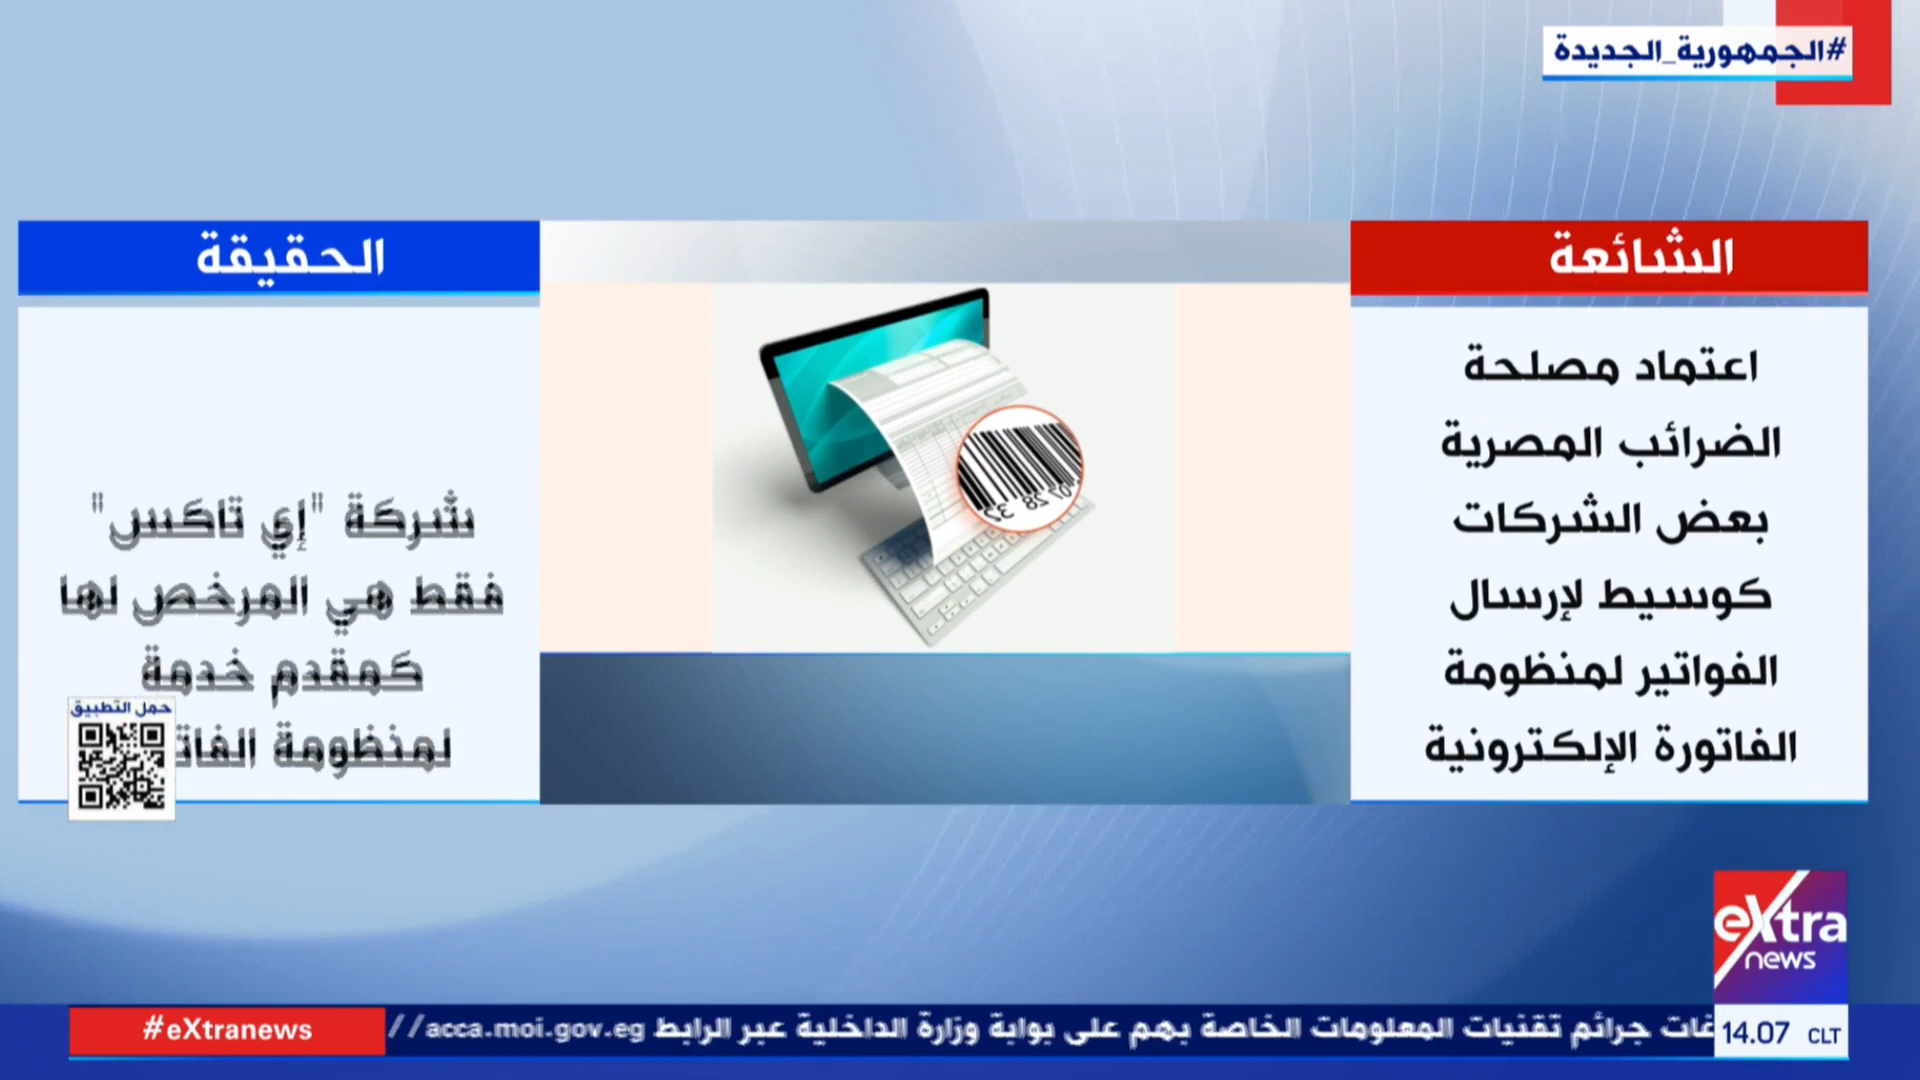 #الجمهورية_الجديدة
الشائعة
اعتماد مصلحة
الضرائب المصرية
بعض الشركات
كوسيط لإرسال
الفواتير لمنظومة
الفاتورة الإلكترونية
الحقيقة
شركة "إي تاكس"
فقط هي المرخص لها
كمقدم خدمة
لمنظومة
حمل التطبيق
eXtra
news
جرائم تقنيات المعلومات الخاصة بهم على بوابة وزارة الداخلية عبر الرابط acca.moi.gov.eg//
#eXtranews
14.07 CLT